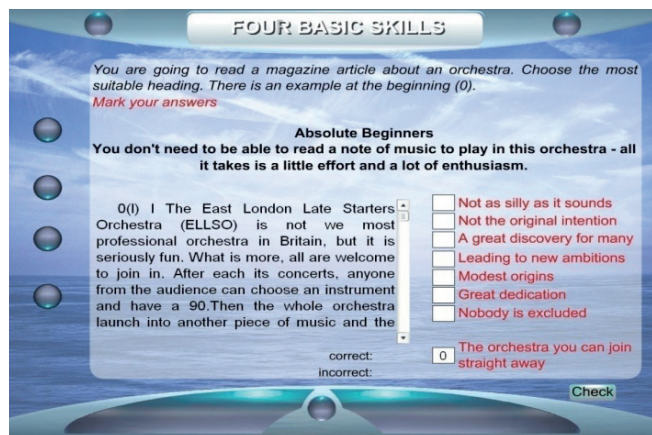 FOUR BASIC SKILLS
You are going to read a magazine article about an orchestra. Choose the most
suitable heading. There is an example at the beginning (0).
Mark your answers
Absolute Beginners
You don't need to be able to read a note of music to play in this orchestra - all
it takes is a little effort and a lot of enthusiasm.
0(I) I The East London Late Starters
Orchestra (ELLSO) is not we most
professional orchestra in Britain, but it is
seriously fun. What is more, all are welcome
to join in. After each its concerts, anyone
from the audience can choose an instrument
and have a 90.Then the whole orchestra
launch into another piece of music and the
Not as silly as it sounds
Not the original intention
A great discovery for many
Leading to new ambitions
Modest origins
Great dedication
Nobody is excluded
0 The orchestra you can join
straight away
correct:
incorrect:
Check